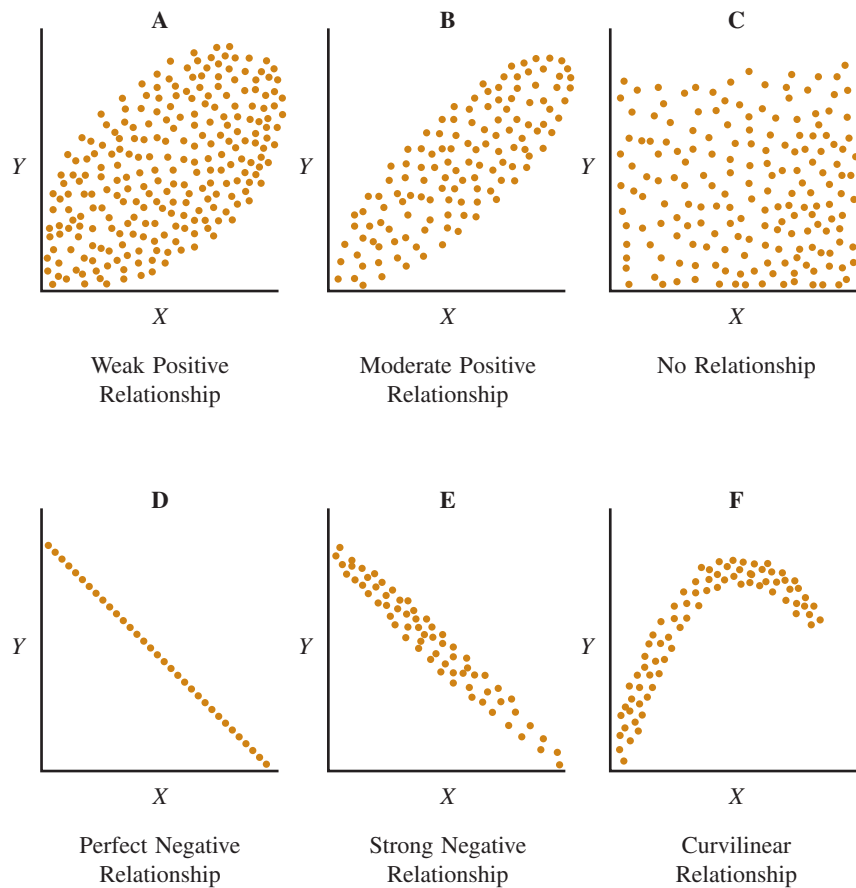 A
B
C
Y
Y
Y
X
X
X
Weak Positive
Relationship
Moderate Positive
Relationship
No Relationship
D
E
F
Y
Y
Y
X
X
X
Perfect Negative
Relationship
Strong Negative
Relationship
Curvilinear
Relationship